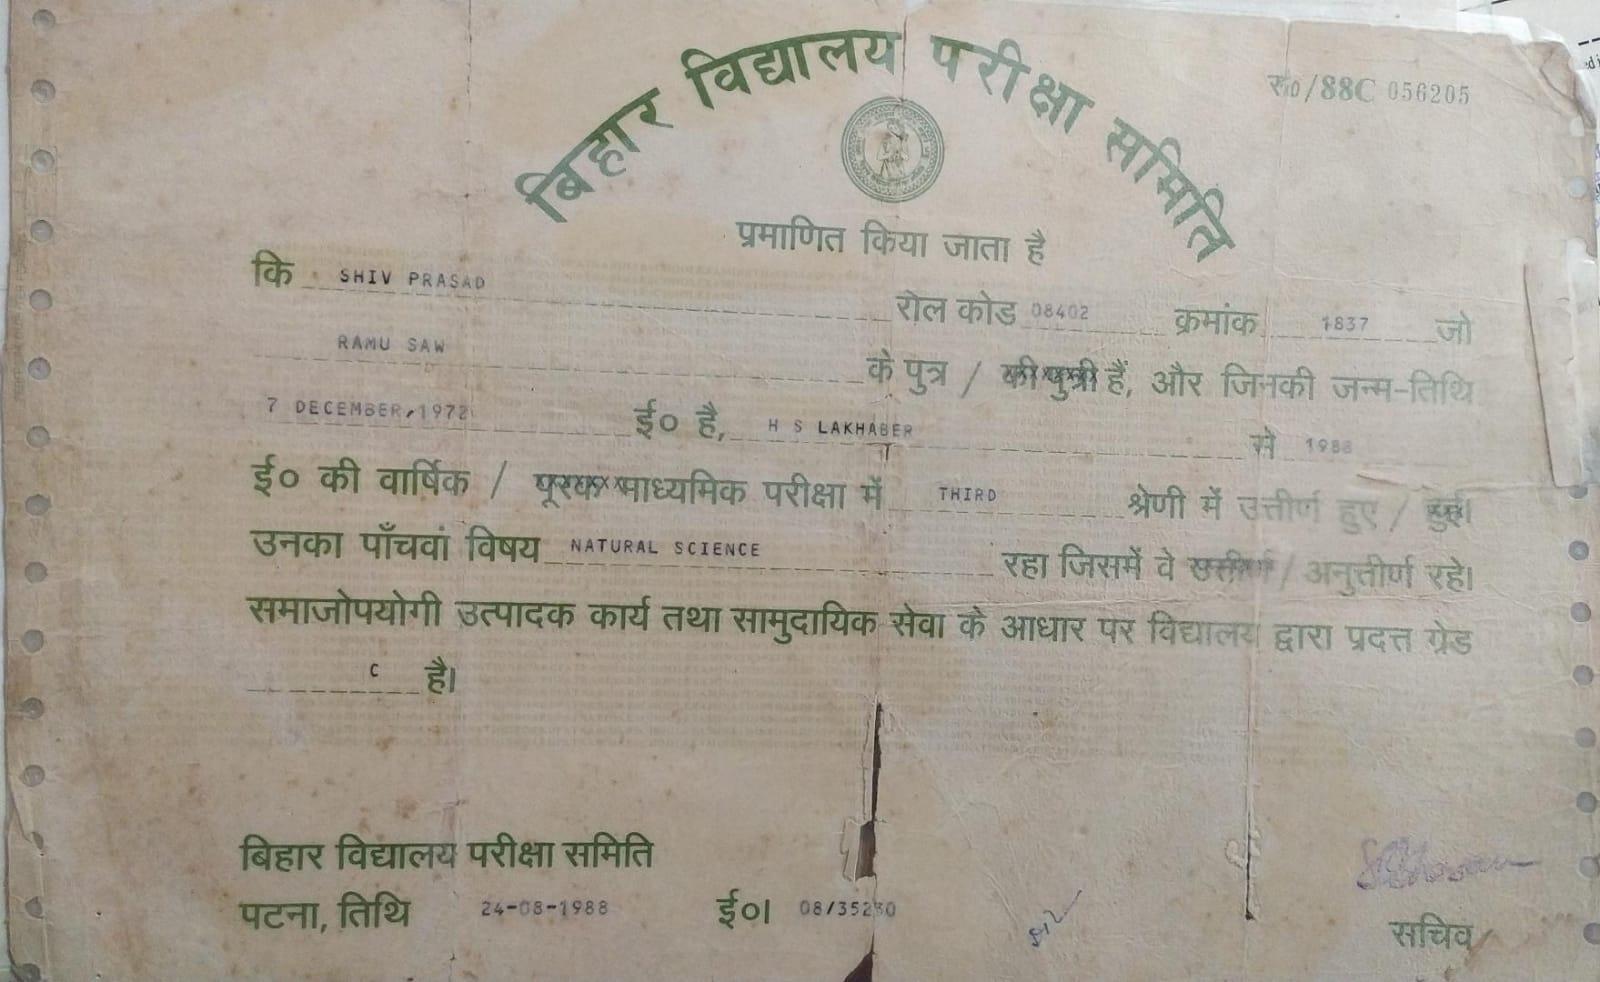 बिहार विद्यालय परीक्षा समिति
रा०/88C 056205
प्रमाणित किया जाता है
कि SHIV PRASAD रोल कोड 08402 क्रमांक 1837 जो
RAMU SAW के पुत्र / की पुत्री हैं, और जिनकी जन्म-तिथि
7 DECEMBER,1972 ई० है, H S LAKHABER से 1988
ई० की वार्षिक / पूरक माध्यमिक परीक्षा में THIRD श्रेणी में उत्तीर्ण हुए / हुई।
उनका पाँचवां विषय NATURAL SCIENCE रहा जिसमें वे उत्तीर्ण / अनुत्तीर्ण रहे।
समाजोपयोगी उत्पादक कार्य तथा सामुदायिक सेवा के आधार पर विद्यालय द्वारा प्रदत्त ग्रेड
C है।
बिहार विद्यालय परीक्षा समिति
पटना, तिथि 24-08-1988 ई०। 08/35230
सचिव